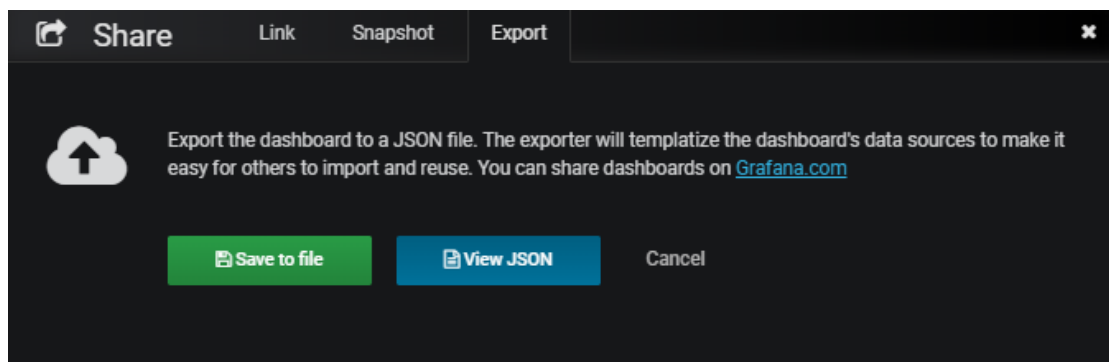 Share Link Snapshot Export
Export the dashboard to a JSON file. The exporter will templatize the dashboard's data sources to make it
easy for others to import and reuse. You can share dashboards on Grafana.com
Save to file View JSON Cancel